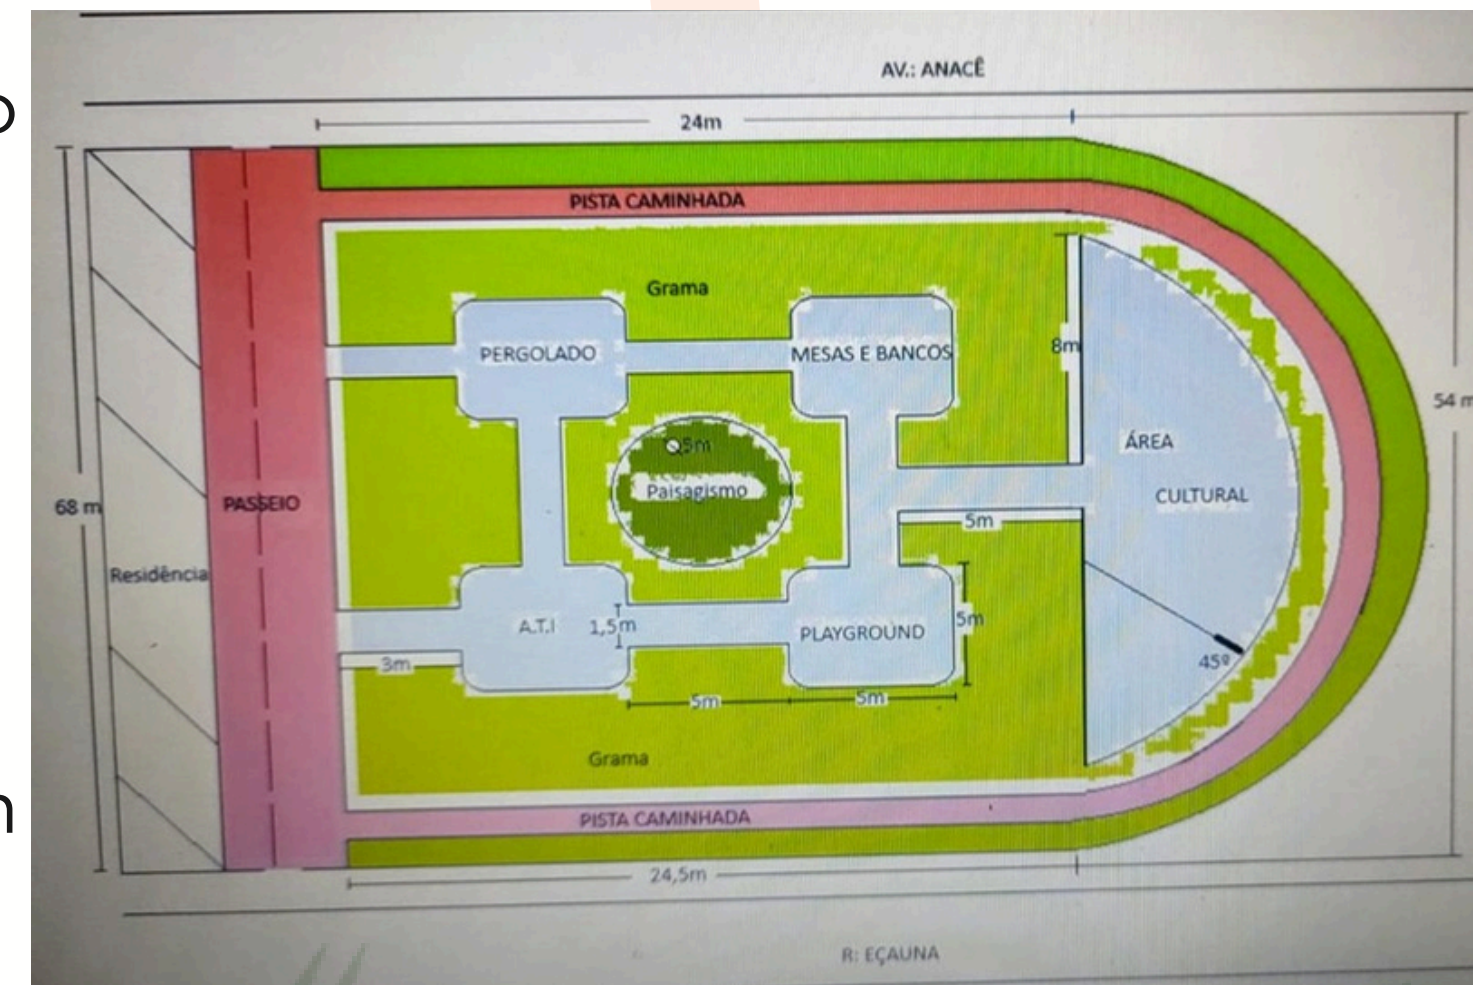 AV.: ANACÊ
24m
PISTA CAMINHADA
Grama
PERGOLADO
MESAS E BANCOS
8m
54 m
5m
ÁREA
CULTURAL
Paisagismo
PASSEIO
68 m
5m
Residência
A.T.I
1,5m
PLAYGROUND
5m
3m
45º
5m
5m
Grama
PISTA CAMINHADA
24,5m
R: EÇAUNA